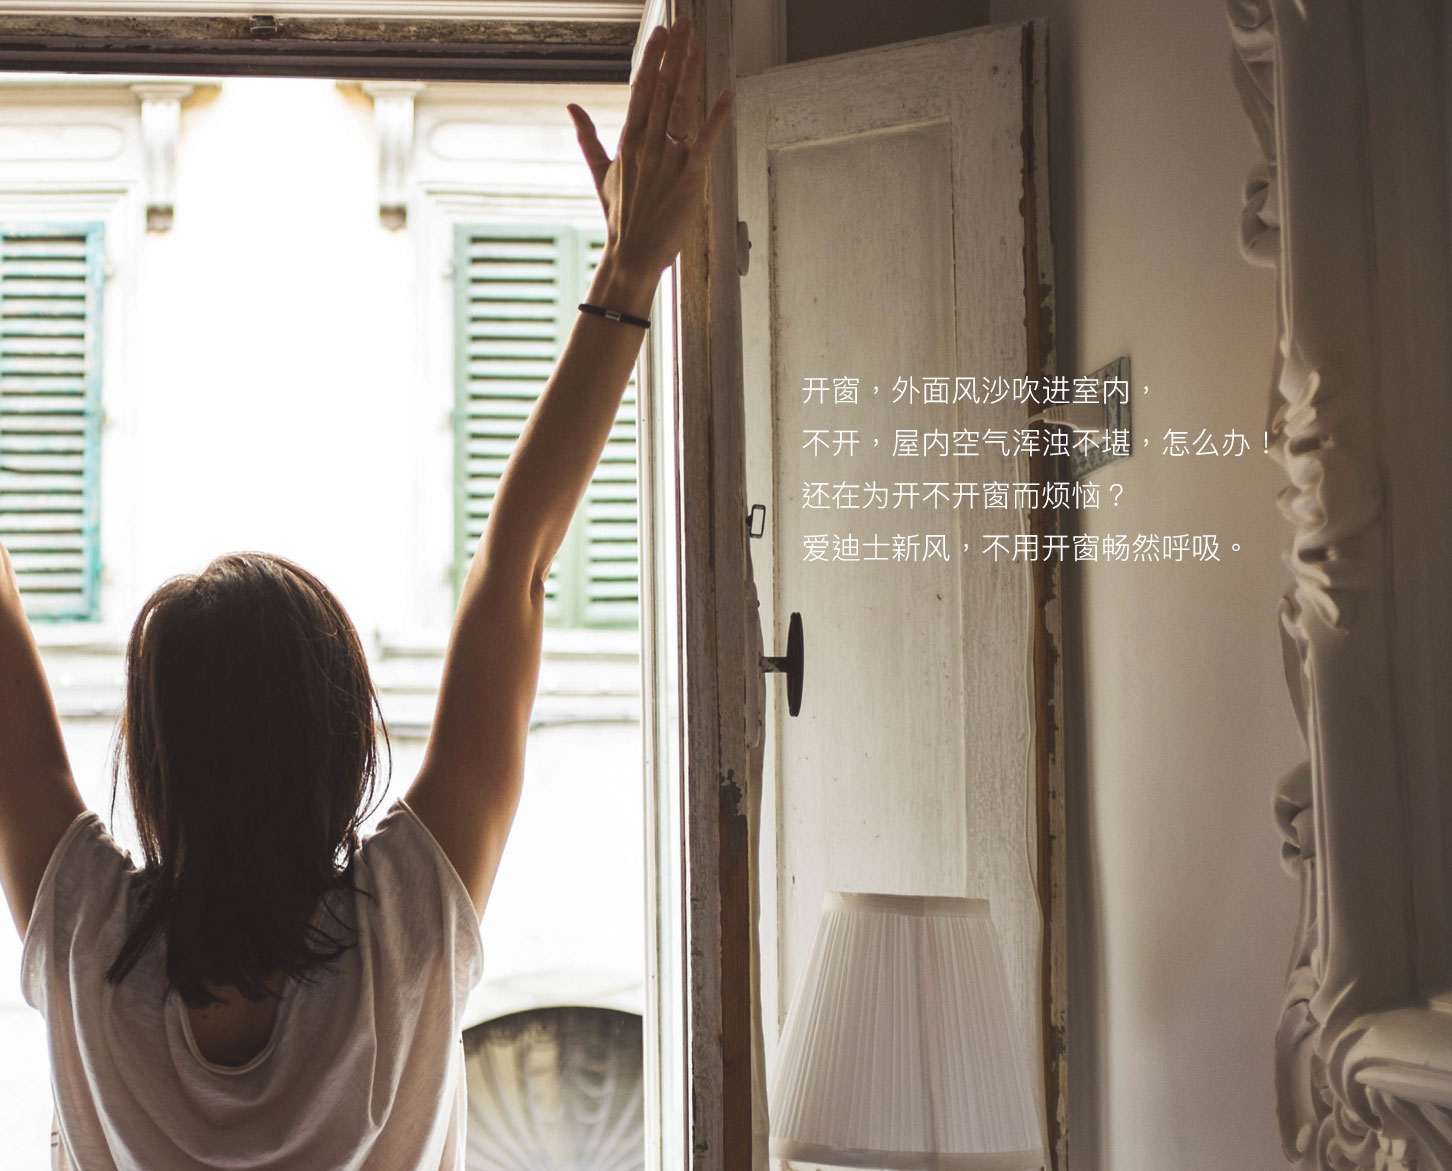 开窗，外面风沙吹进室内，
不开，屋内空气浑浊不堪，怎么办！
还在为开不开窗而烦恼？
爱迪士新风，不用开窗畅然呼吸。